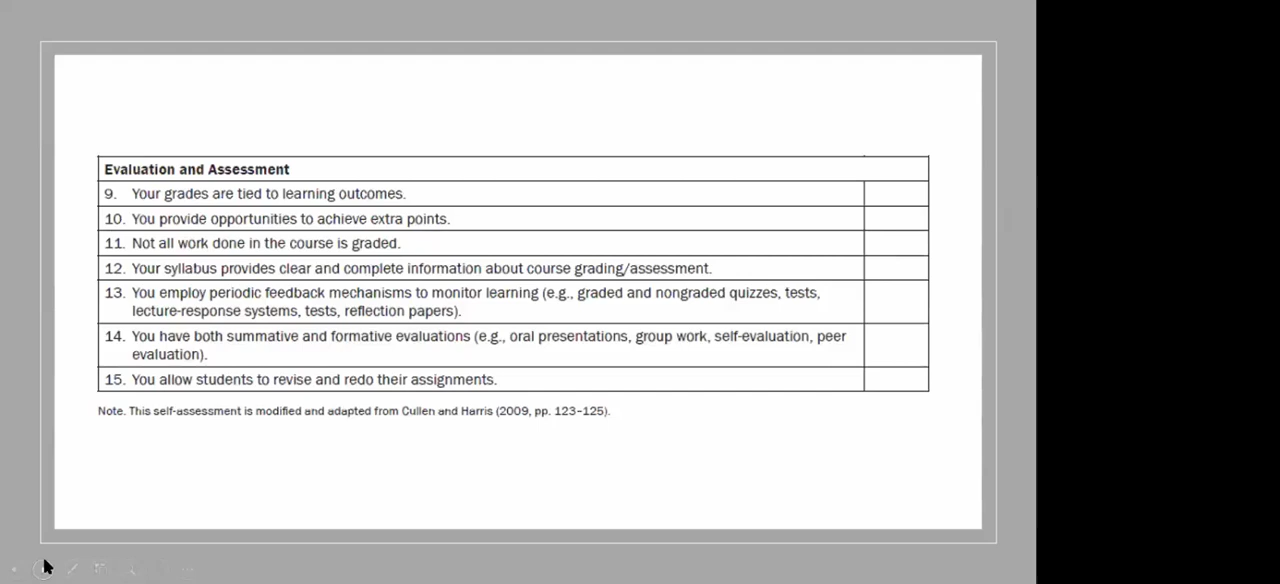 Evaluation and Assessment
9. Your grades are tied to learning outcomes.
10. You provide opportunities to achieve extra points.
11. Not all work done in the course is graded.
12. Your syllabus provides clear and complete information about course grading/assessment.
13. You employ periodic feedback mechanisms to monitor learning (e.g., graded and nongraded quizzes, tests,
lecture-response systems, tests, reflection papers).
14. You have both summative and formative evaluations (e.g., oral presentations, group work, self-evaluation, peer
evaluation).
15. You allow students to revise and redo their assignments.
Note. This self-assessment is modified and adapted from Cullen and Harris (2009, pp. 123–125).